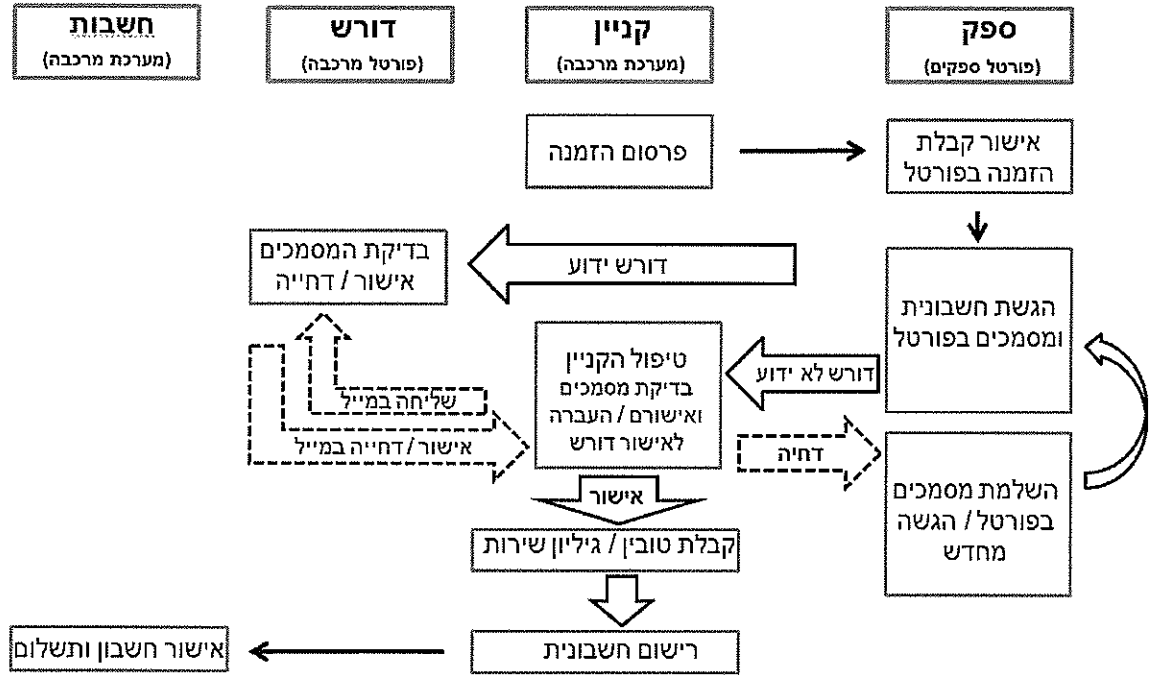 ספק
(פורטל ספקים)
קניין
(מערכת מרכבה)
דורש
(פורטל מרכבה)
חשבות
(מערכת מרכבה)
פרסום הזמנה
אישור קבלת
הזמנה בפורטל
הגשת חשבונית
ומסמכים בפורטל
דורש ידוע
בדיקת המסמכים
אישור / דחייה
דורש לא ידוע
טיפול הקניין
בדיקת מסמכים
ואישורם / העברה
לאישור דורש
שליחה במייל
אישור / דחייה במייל
דחיה
השלמת מסמכים
בפורטל / הגשה
מחדש
אישור
קבלת טובין / גיליון שירות
רישום חשבונית
אישור חשבון ותשלום